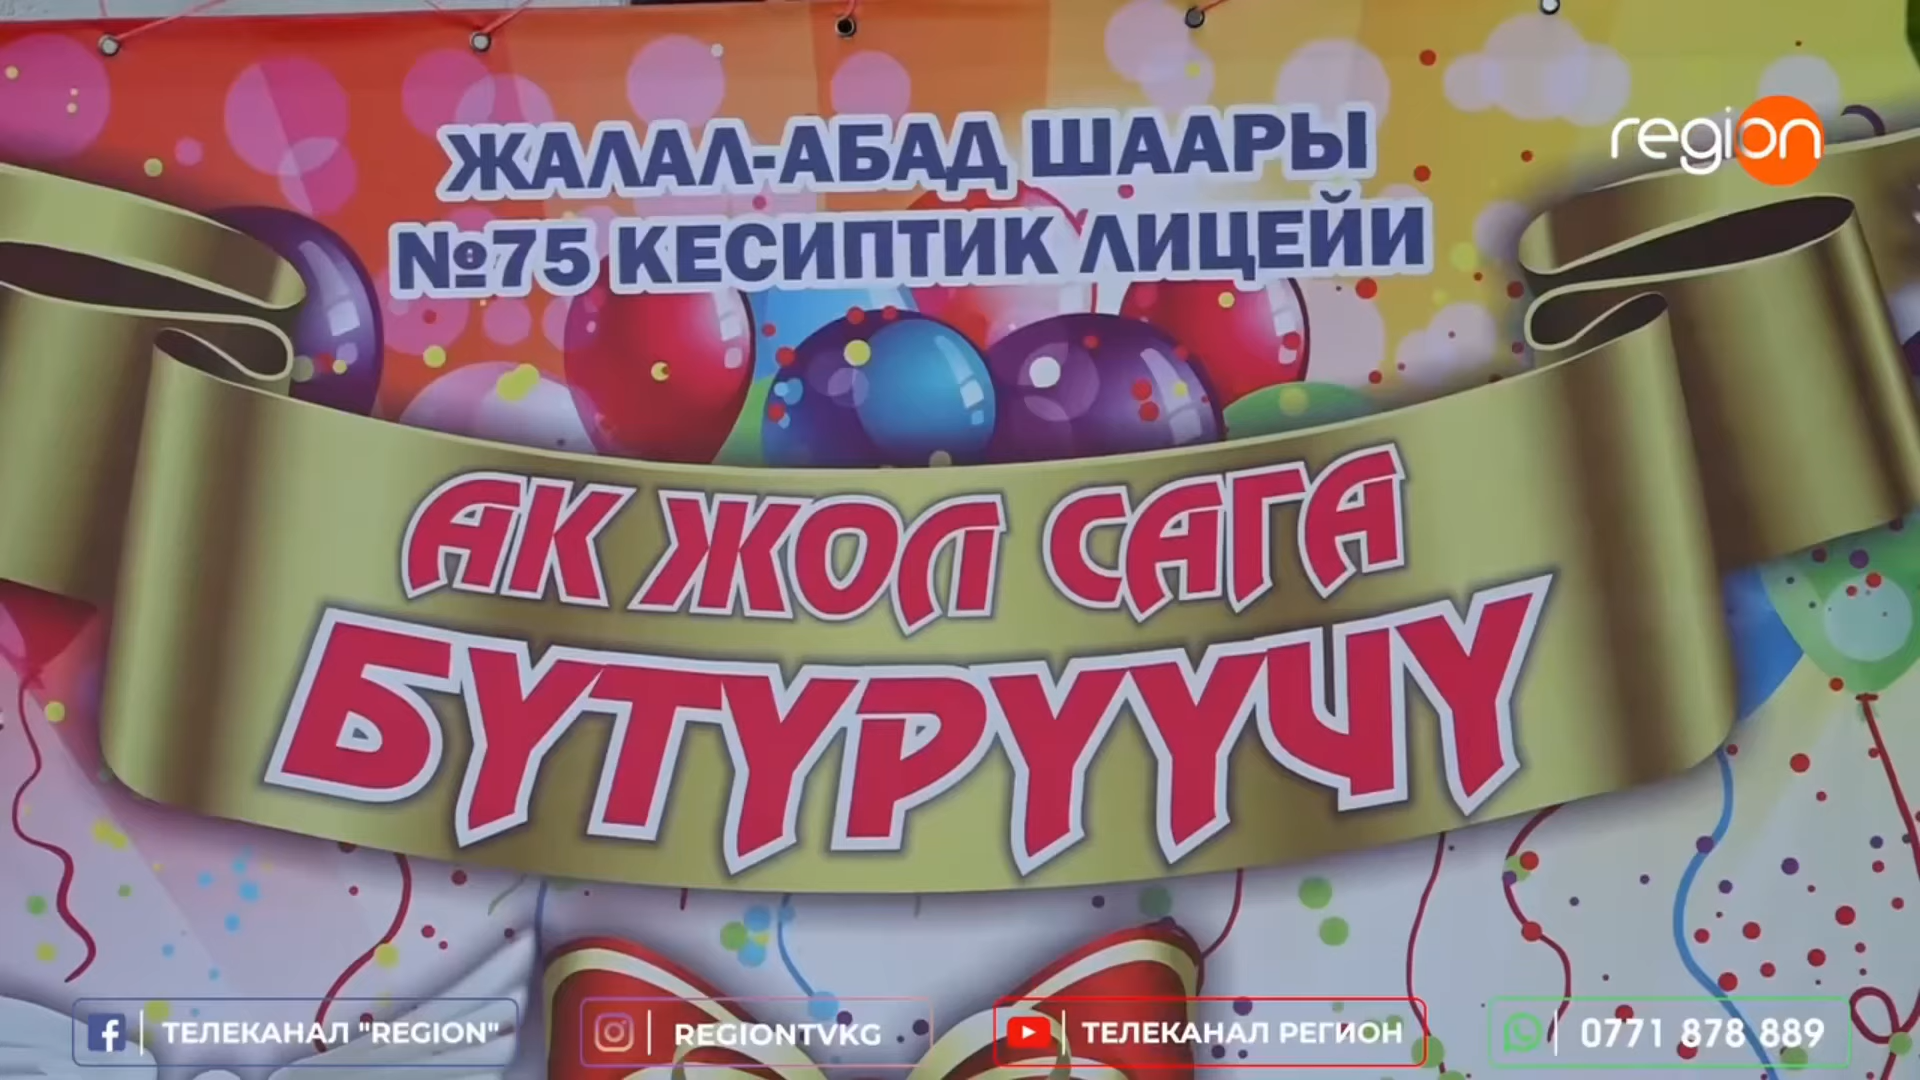 region
ЖАЛАЛ-АБАД ШААРЫ
№75 КЕСИПТИК ЛИЦЕЙИ
АК ЖОЛ САГА
БҮТҮРҮҮЧҮ
ТЕЛЕКАНАЛ "REGION"
REGIONTVKG
ТЕЛЕКАНАЛ РЕГИОН
0771 878 889